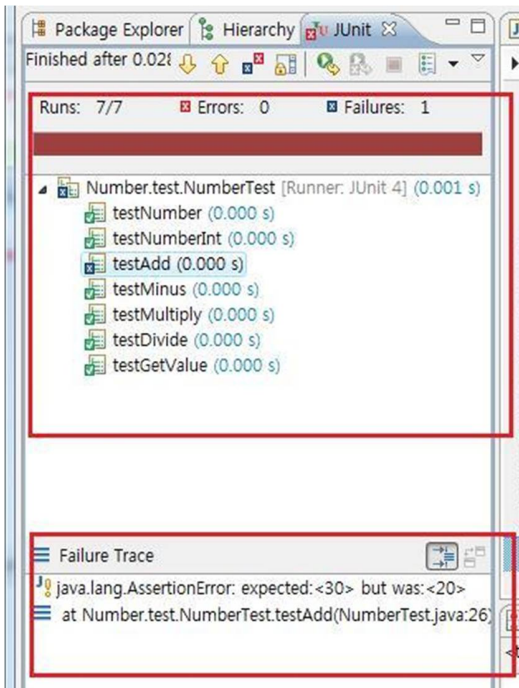 Package Explorer Hierarchy JUnit
Finished after 0.028
Runs: 7/7 Errors: 0 Failures: 1
Number.test.NumberTest [Runner: JUnit 4] (0.001 s)
testNumber (0.000 s)
testNumberInt (0.000 s)
testAdd (0.000 s)
testMinus (0.000 s)
testMultiply (0.000 s)
testDivide (0.000 s)
testGetValue (0.000 s)
Failure Trace
java.lang.AssertionError: expected:<30> but was:<20>
at Number.test.NumberTest.testAdd(NumberTest.java:26)